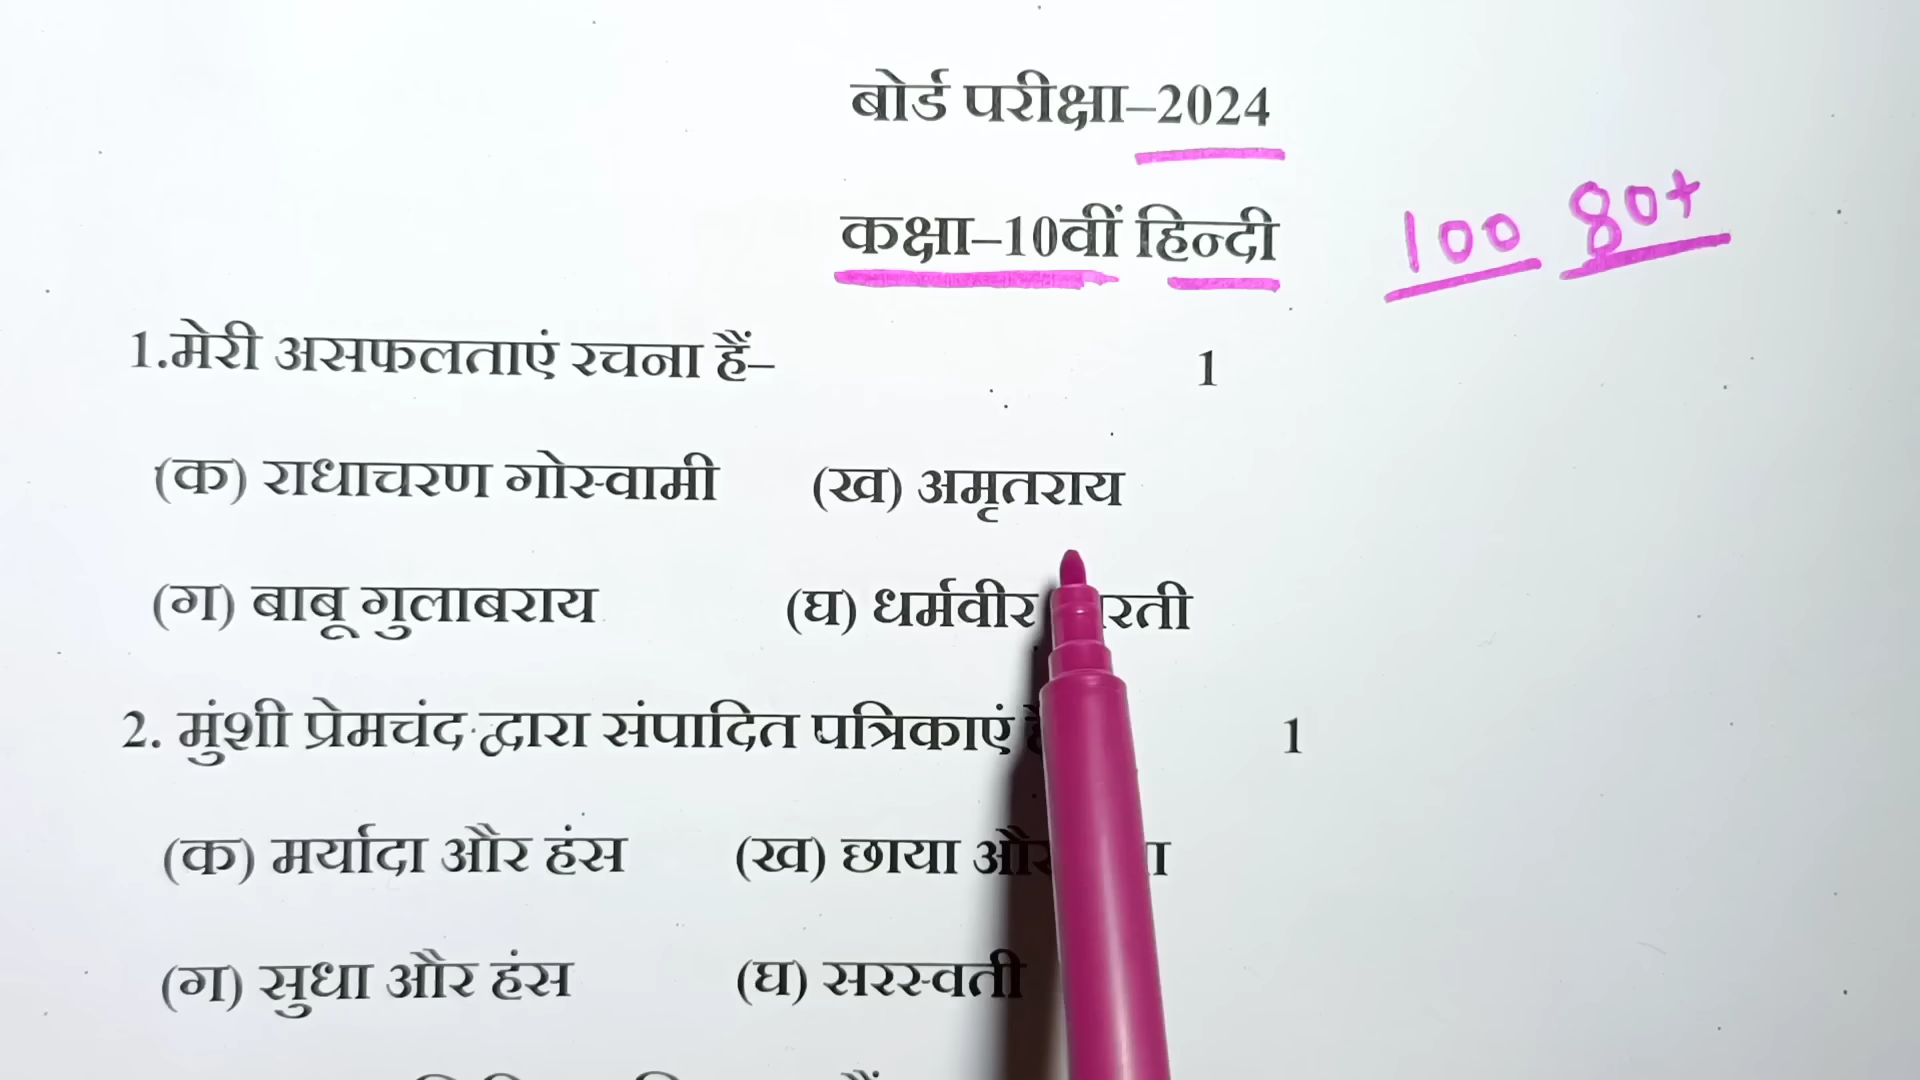 बोर्ड परीक्षा–2024
कक्षा–10वीं हिन्दी 100 80+
1.मेरी असफलताएं रचना हैं– 1
(क) राधाचरण गोस्वामी (ख) अमृतराय
(ग) बाबू गुलाबराय (घ) धर्मवीर
2. मुंशी प्रेमचंद द्वारा संपादित पत्रिकाएं 1
(क) मर्यादा और हंस (ख) छाया और
(ग) सुधा और हंस (घ) सरस्वती